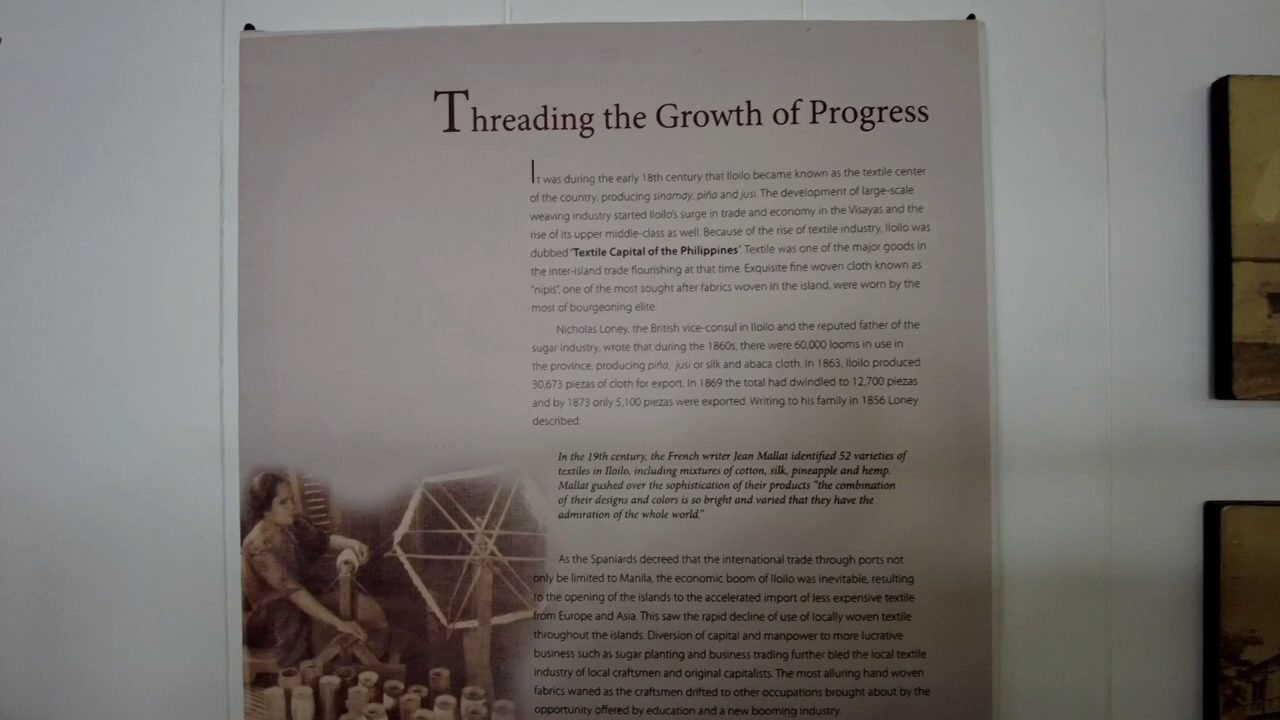 Threading the Growth of Progress
It was during the early 18th century that Iloilo became known as the textile center
of the country, producing sinamay, piña and jusi. The development of large-scale
weaving industry started Iloilo's surge in trade and economy in the Visayas and the
rise of its upper middle-class as well. Because of the rise of textile industry, Iloilo was
dubbed "Textile Capital of the Philippines". Textile was one of the major goods in
the inter-island trade flourishing at that time. Exquisite fine woven cloth known as
"nipis", one of the most sought after fabrics woven in the island, were worn by the
most of bourgeoning elite.
Nicholas Loney, the British vice-consul in Iloilo and the reputed father of the
sugar industry, wrote that during the 1860s, there were 60,000 looms in use in
the province, producing piña, jusi or silk and abaca cloth. In 1863, Iloilo produced
30,673 piezas of cloth for export. In 1869 the total had dwindled to 12,700 piezas
and by 1873 only 5,100 piezas were exported. Writing to his family in 1856 Loney
described:
In the 19th century, the French writer Jean Mallat identified 52 varieties of
textiles in Iloilo, including mixtures of cotton, silk, pineapple and hemp.
Mallat gushed over the sophistication of their products "the combination
of their designs and colors is so bright and varied that they have the
admiration of the whole world."
As the Spaniards decreed that the international trade through ports not
only be limited to Manila, the economic boom of Iloilo was inevitable, resulting
to the opening of the islands to the accelerated import of less expensive textile
from Europe and Asia. This saw the rapid decline of use of locally woven textile
throughout the islands. Diversion of capital and manpower to more lucrative
business such as sugar planting and business trading further bled the local textile
industry of local craftsmen and original capitalists. The most alluring hand woven
fabrics waned as the craftsmen drifted to other occupations brought about by the
opportunity offered by education and a new booming industry.